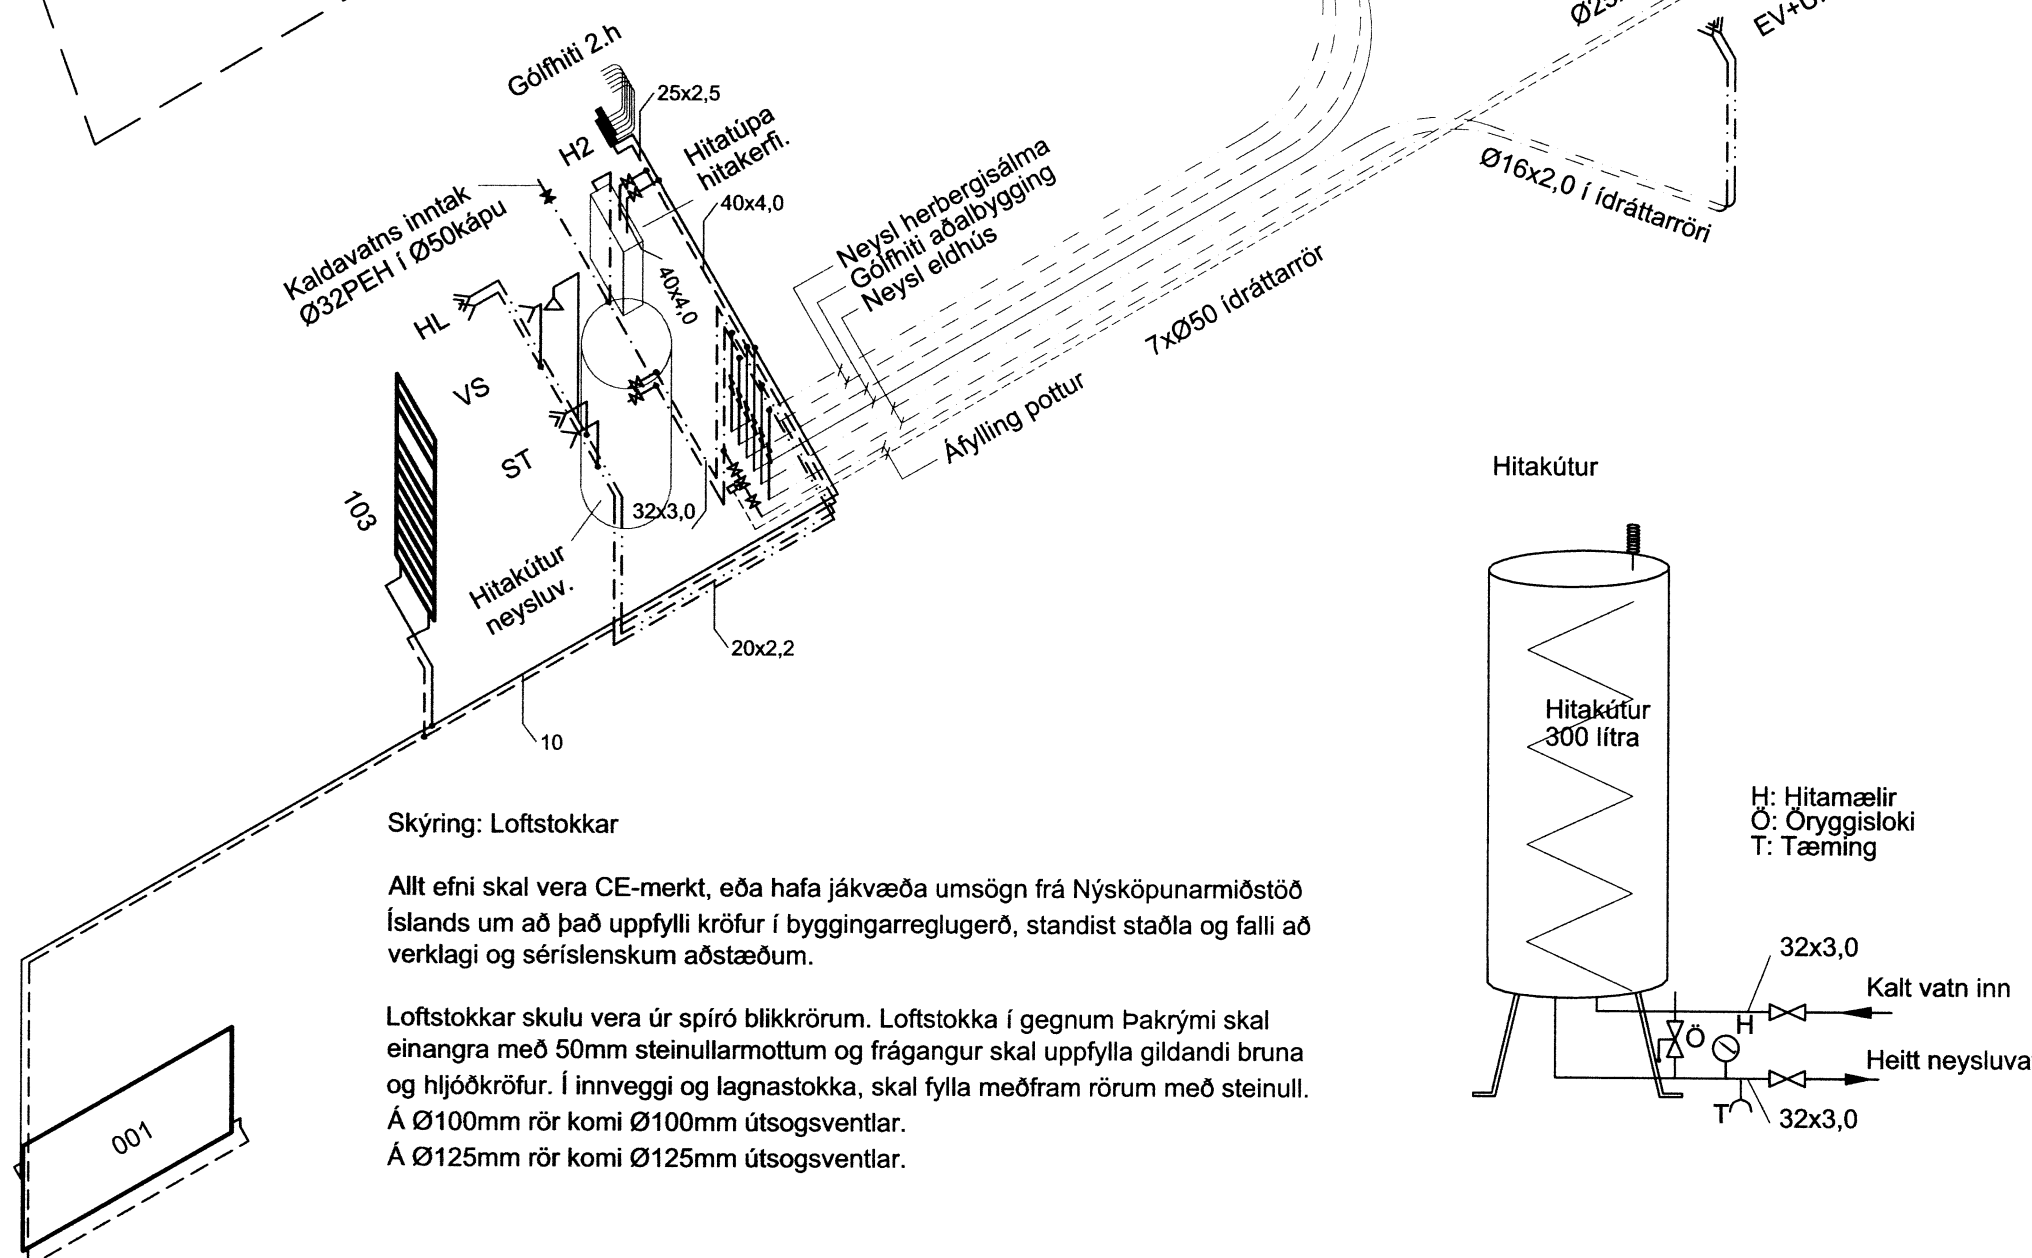 Gólfhiti 2.h
25x2,5
H2
Hitatúpa
hitakerfi.
40x4,0
40x4,0
Kaldavatns inntak
Ø32PEH í Ø50kápu
HL
VS
ST
103
Hitakútur
neysluv.
32x3,0
20x2,2
10
Neysl herbergisálma
Gólfhiti aðalbygging
Neysl eldhús
7xØ50 ídráttarrör
Áfylling pottur
Ø16x2,0 í ídráttarröri
001
Skýring: Loftstokkar
Allt efni skal vera CE-merkt, eða hafa jákvæða umsögn frá Nýsköpunarmiðstöð
Íslands um að það uppfylli kröfur í byggingarreglugerð, standist staðla og falli að
verklagi og séríslenskum aðstæðum.
Loftstokkar skulu vera úr spíró blikkrörum. Loftstokka í gegnum Þakrými skal
einangra með 50mm steinullarmottum og frágangur skal uppfylla gildandi bruna
og hljóðkröfur. Í innveggi og lagnastokka, skal fylla meðfram rörum með steinull.
Á Ø100mm rör komi Ø100mm útsogsventlar.
Á Ø125mm rör komi Ø125mm útsogsventlar.
Hitakútur
Hitakútur
300 lítra
H: Hitamælir
Ö: Öryggisloki
T: Tæming
32x3,0
Kalt vatn inn
H
Ö
Heitt neysluva
T
32x3,0